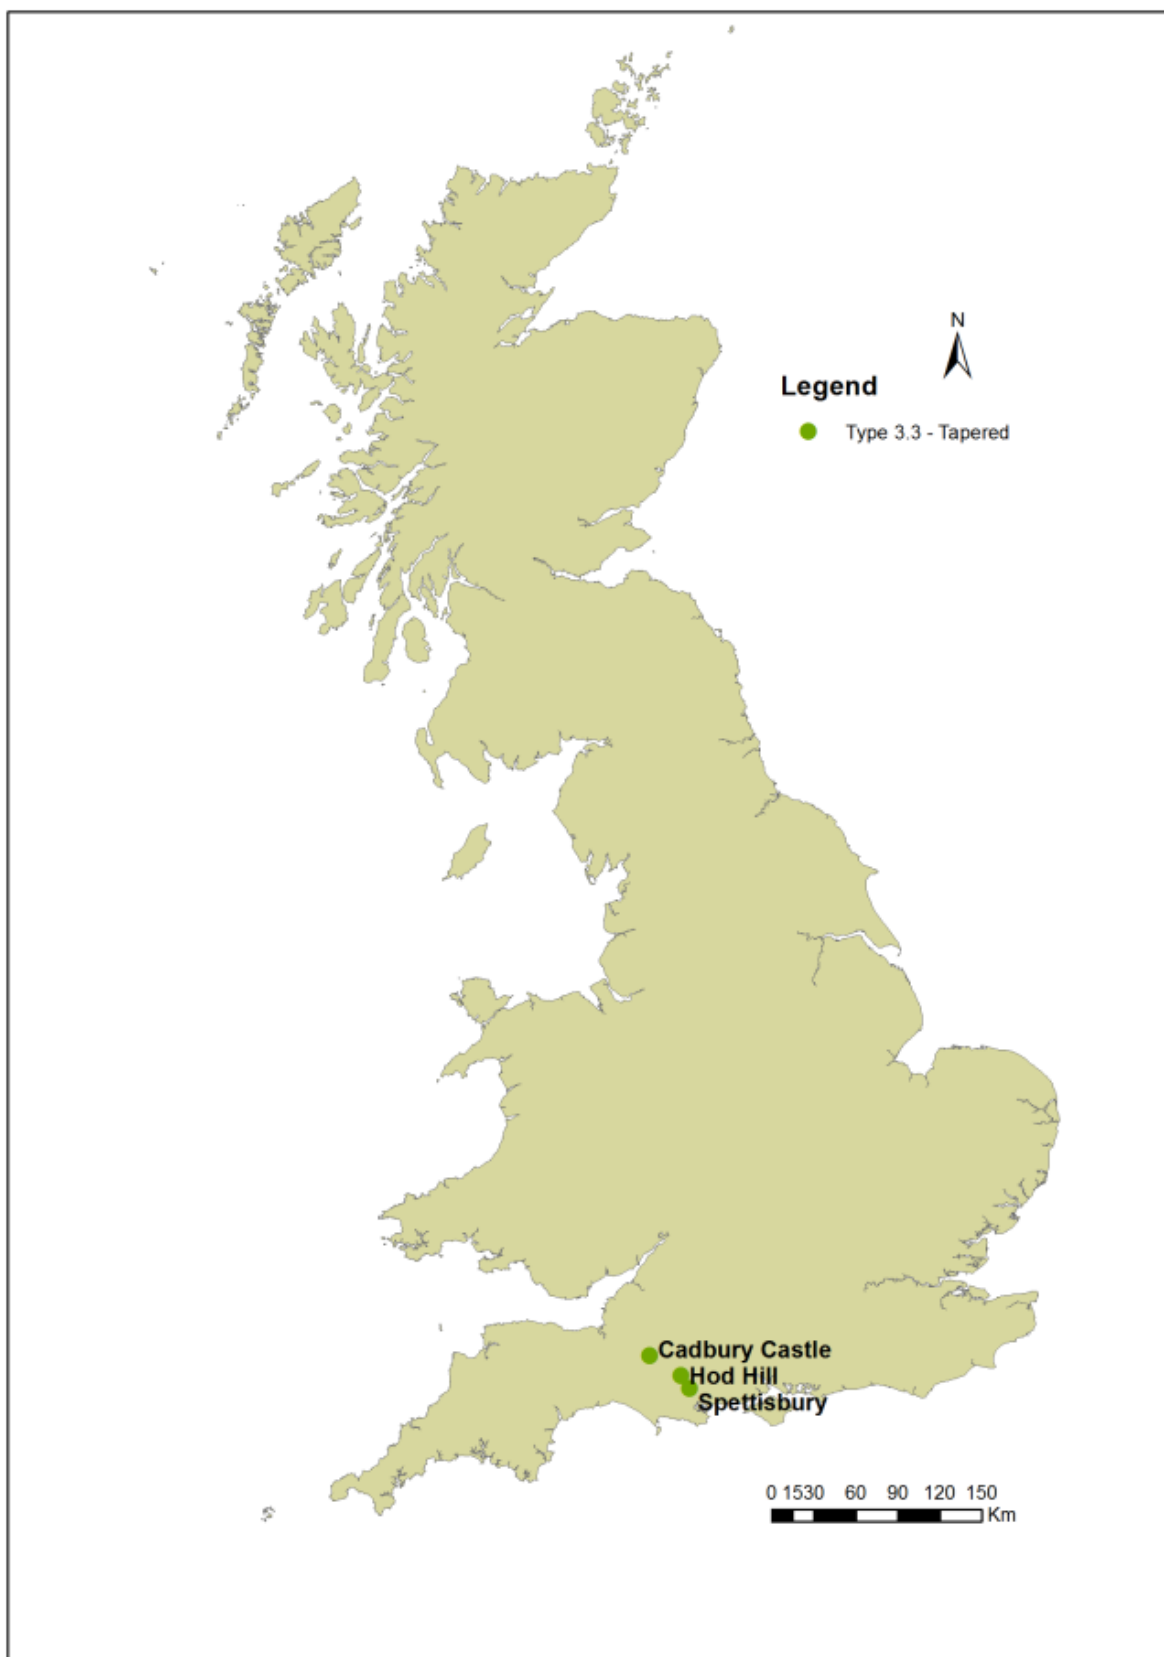 N
Legend
Type 3.3 - Tapered
Cadbury Castle
Hod Hill
Spettisbury
0 1530 60 90 120 150
Km